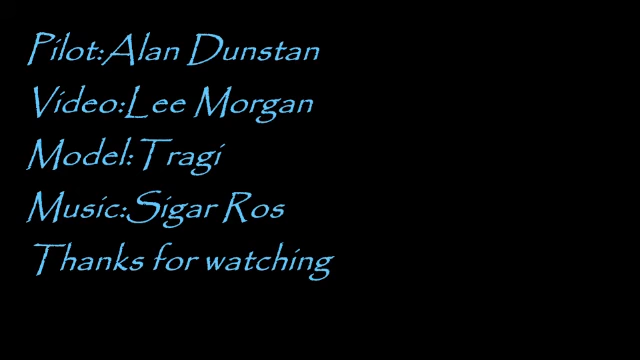 Pilot:Alan Dunstan
Video:Lee Morgan
Model:Tragi
Music:Sigar Ros
Thanks for watching